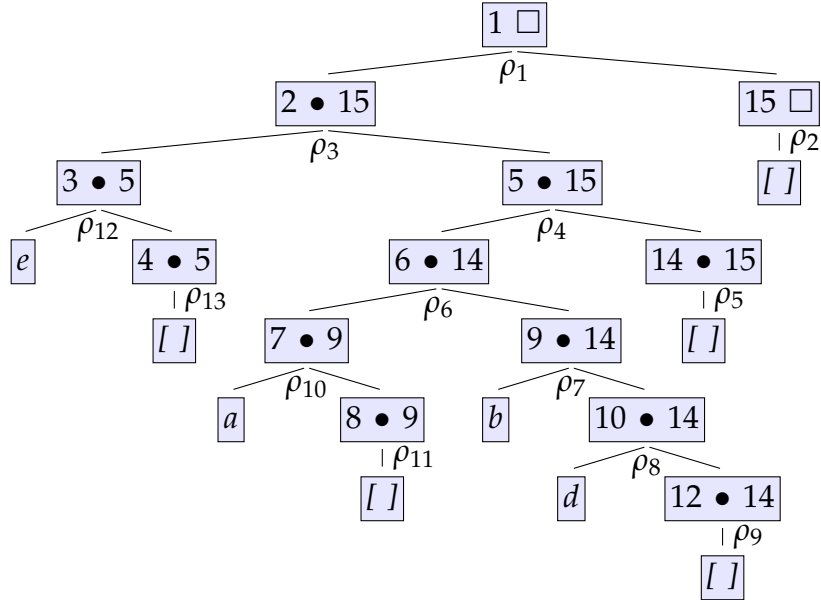 1 □
ρ1
2 • 15 15 □
ρ3 ρ2
3 • 5 5 • 15 [ ]
ρ12 ρ4
e 4 • 5 6 • 14 14 • 15
ρ13 ρ6 ρ5
[ ] 7 • 9 9 • 14 [ ]
ρ10 ρ7
a 8 • 9 b 10 • 14
ρ11 ρ8
[ ] d 12 • 14
ρ9
[ ]